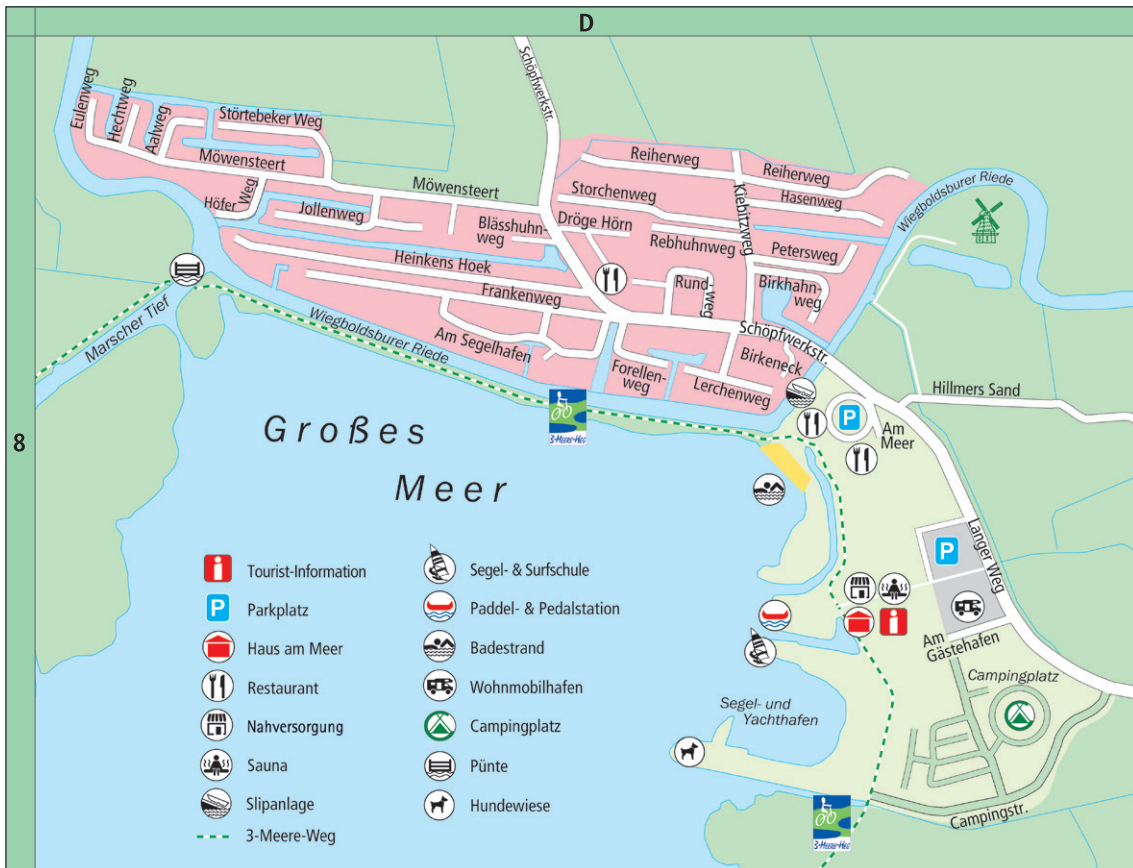 D
8
Schöpfwerkstr.
Eulenweg
Hechtweg
Aalweg
Störtebeker Weg
Möwensteert
Möwensteert
Höfer Weg
Jollenweg
Blässhuhn-
weg
Dröge Hörn
Storchenweg
Reiherweg
Reiherweg
Hasenweg
Kiebitzweg
Rebhuhnweg
Petersweg
Birkhahn-
weg
Rund-
weg
Wiegboldsburer Riede
Heinkens Hoek
Frankenweg
Am Segelhafen
Wiegboldsburer Riede
Marscher Tief
Schöpfwerkstr.
Birkeneck
Forellen-
weg
Lerchenweg
Hillmers Sand
P
Am
Meer
3-Meere-Weg
Großes
Meer
Langer Weg
P
i
Am
Gästehafen
Campingplatz
Segel- und
Yachthafen
Campingstr.
3-Meere-Weg
i Tourist-Information
P Parkplatz
Haus am Meer
Restaurant
Nahversorgung
Sauna
Slipanlage
3-Meere-Weg
Segel- & Surfschule
Paddel- & Pedalstation
Badestrand
Wohnmobilhafen
Campingplatz
Pünte
Hundewiese